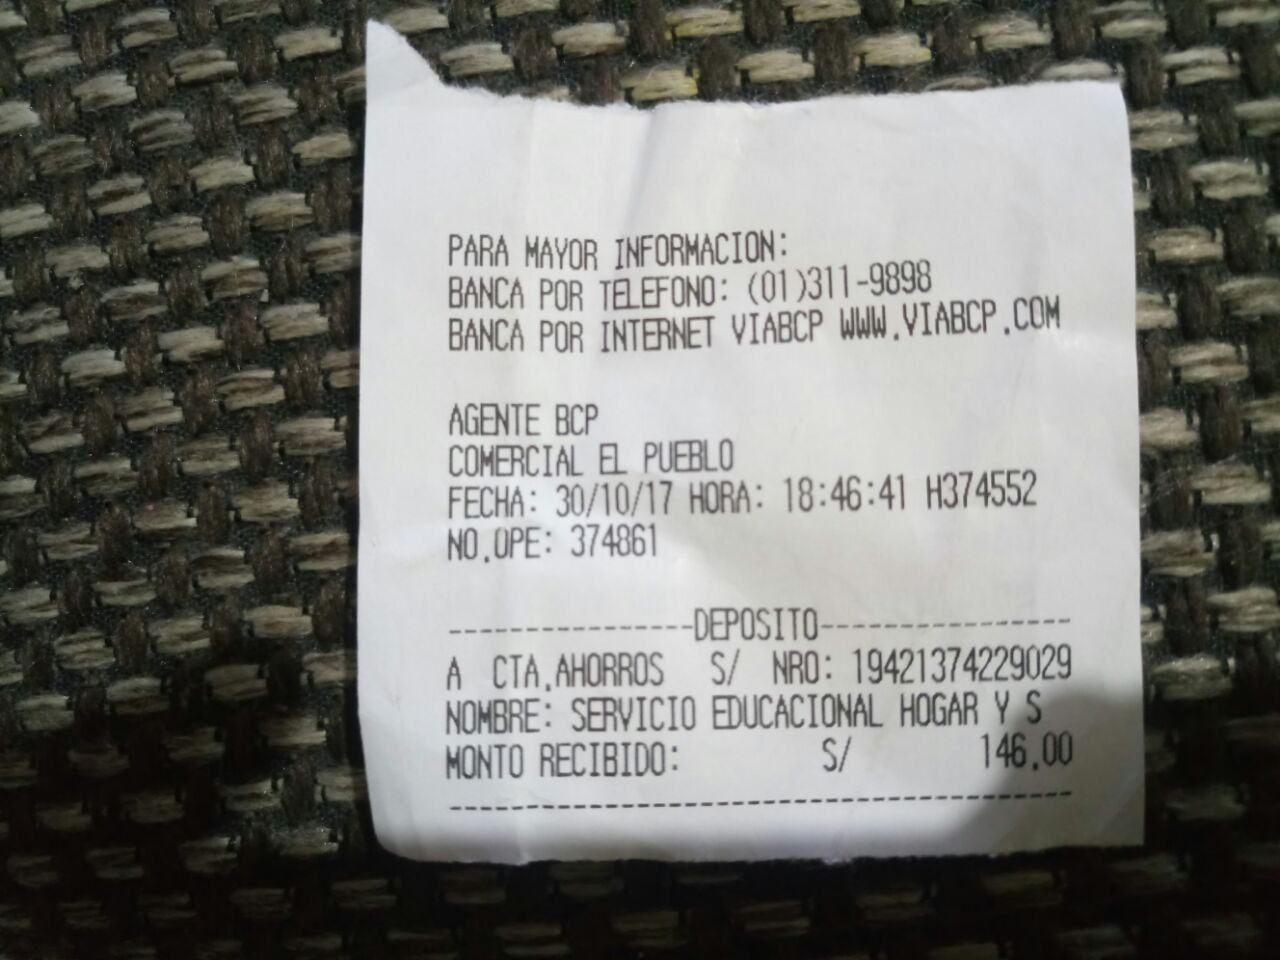 PARA MAYOR INFORMACION:
BANCA POR TELEFONO: (01)311-9898
BANCA POR INTERNET VIABCP WWW.VIABCP.COM
AGENTE BCP
COMERCIAL EL PUEBLO
FECHA: 30/10/17 HORA: 18:46:41 H374552
NO.OPE: 374861
----------------DEPOSITO----------------
A CTA.AHORROS S/ NRO: 19421374229029
NOMBRE: SERVICIO EDUCACIONAL HOGAR Y S
MONTO RECIBIDO: S/ 146.00
----------------------------------------